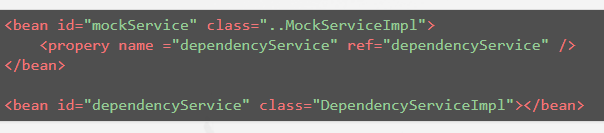 <bean id="mockService" class="..MockServiceImpl">
<propery name ="dependencyService" ref="dependencyService" />
</bean>
<bean id="dependencyService" class="DependencyServiceImpl"></bean>